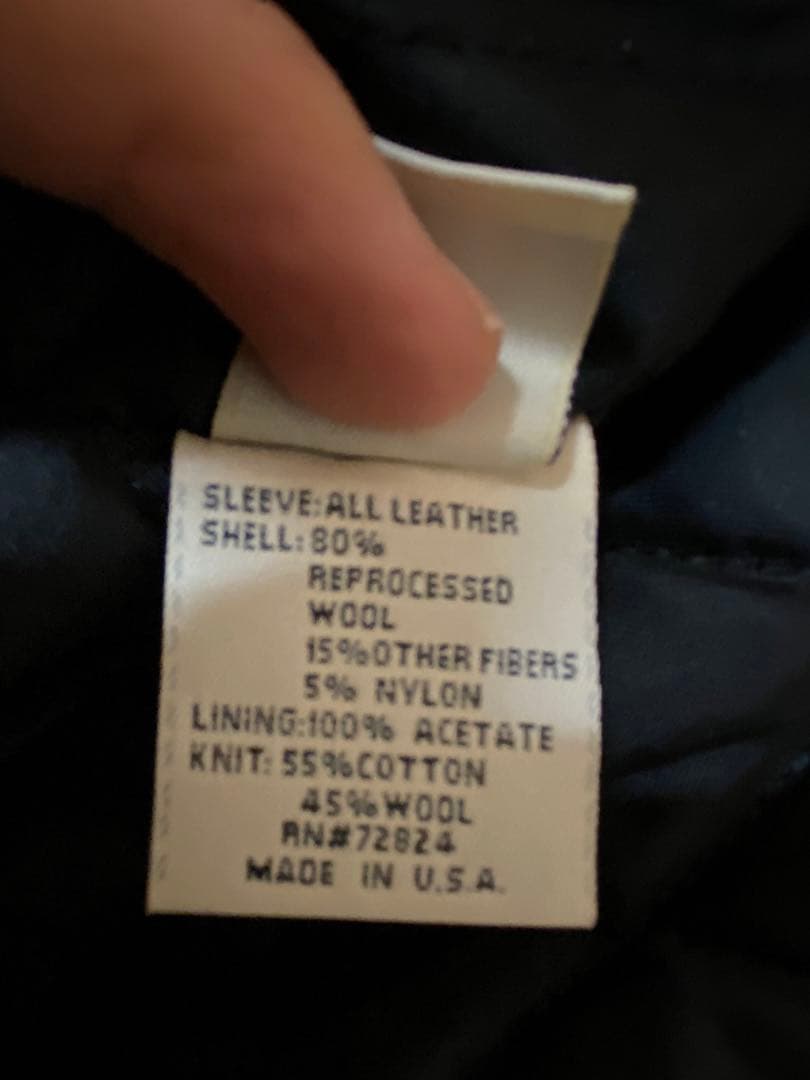 SLEEVE:ALL LEATHER
SHELL:80%
REPROCESSED
WOOL
15%OTHER FIBERS
5% NYLON
LINING:100% ACETATE
KNIT: 55%COTTON
45%WOOL
RN#72824
MADE IN U.S.A.